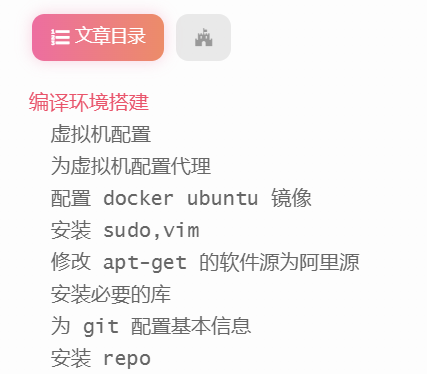 文章目录
编译环境搭建
虚拟机配置
为虚拟机配置代理
配置 docker ubuntu 镜像
安装 sudo,vim
修改 apt-get 的软件源为阿里源
安装必要的库
为 git 配置基本信息
安装 repo